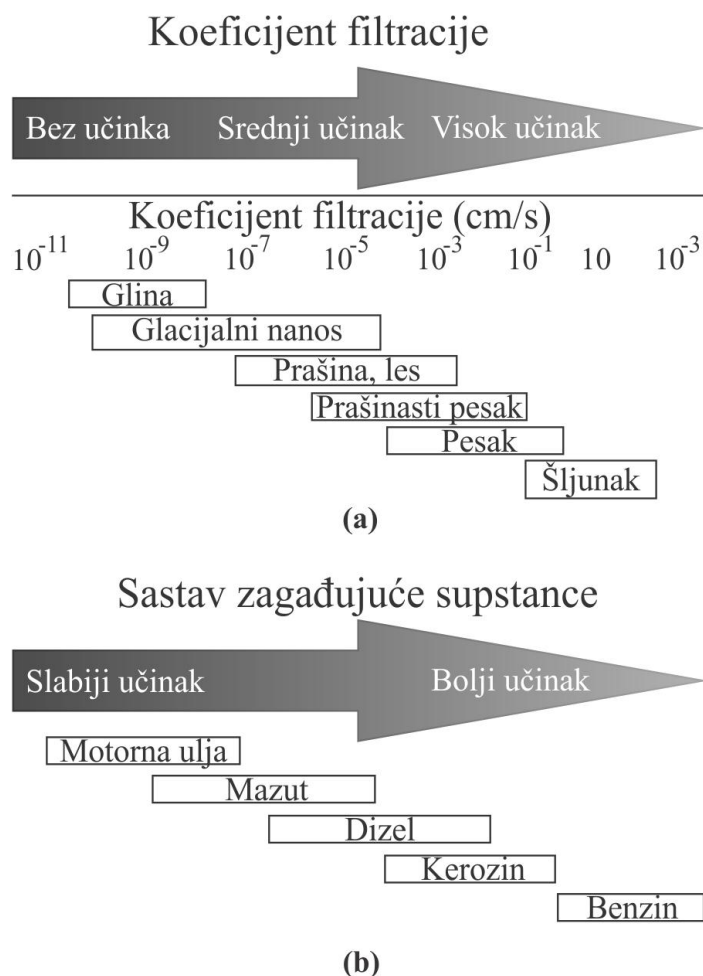 Koeficijent filtracije
Bez učinka Srednji učinak Visok učinak
Koeficijent filtracije (cm/s)
10⁻¹¹ 10⁻⁹ 10⁻⁷ 10⁻⁵ 10⁻³ 10⁻¹ 10 10⁻³
Glina
Glacijalni nanos
Prašina, les
Prašinasti pesak
Pesak
Šljunak
(a)
Sastav zagađujuće supstance
Slabiji učinak Bolji učinak
Motorna ulja
Mazut
Dizel
Kerozin
Benzin
(b)